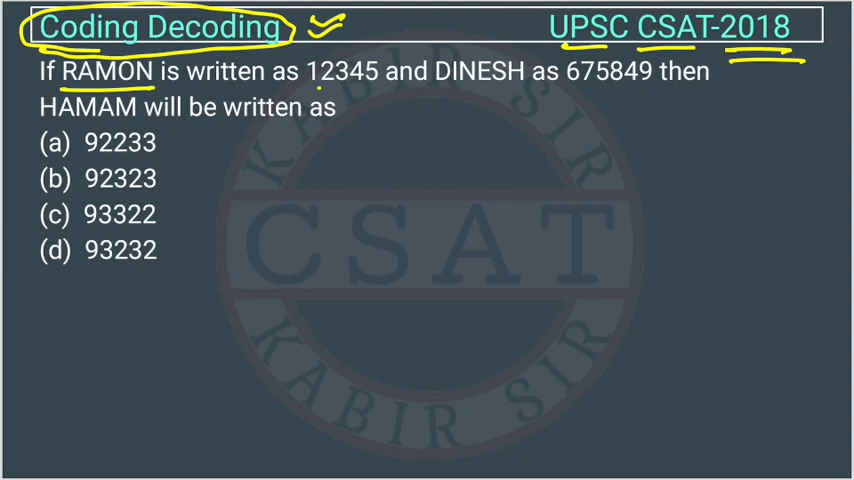 Coding Decoding UPSC CSAT-2018
If RAMON is written as 12345 and DINESH as 675849 then
HAMAM will be written as
(a) 92233
(b) 92323
(c) 93322
(d) 93232
KABIR SIR
CSAT
KABIR SIR